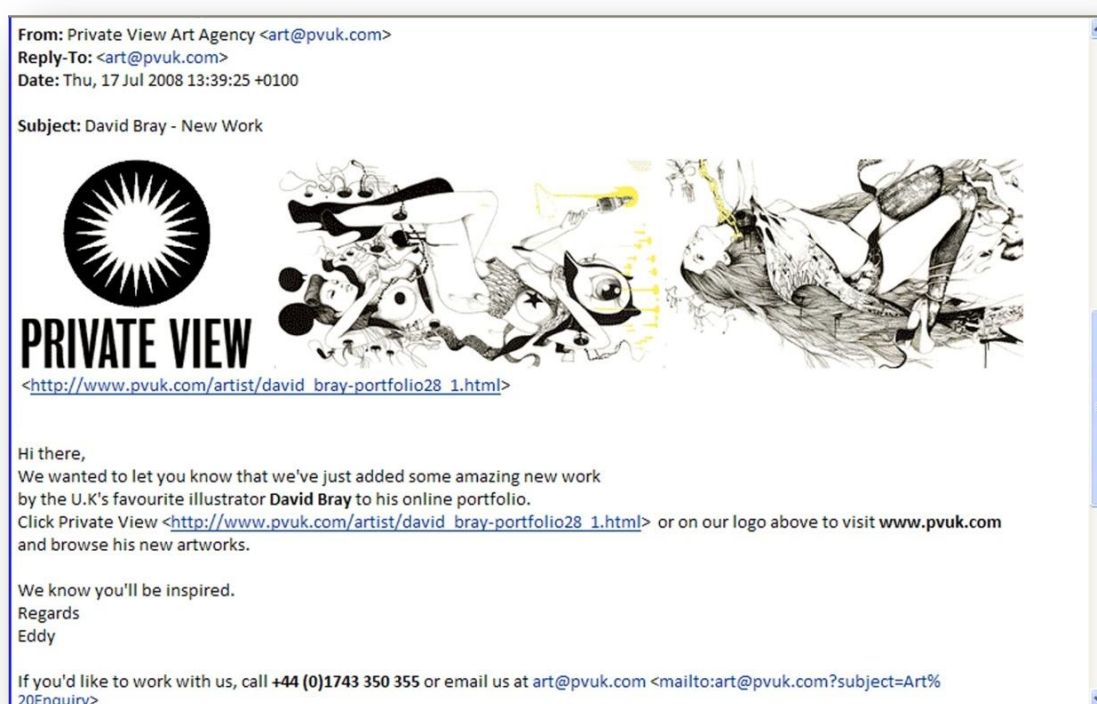 From: Private View Art Agency <art@pvuk.com>
Reply-To: <art@pvuk.com>
Date: Thu, 17 Jul 2008 13:39:25 +0100
Subject: David Bray - New Work
PRIVATE VIEW
<http://www.pvuk.com/artist/david_bray-portfolio28_1.html>
Hi there,
We wanted to let you know that we've just added some amazing new work
by the U.K's favourite illustrator David Bray to his online portfolio.
Click Private View <http://www.pvuk.com/artist/david_bray-portfolio28_1.html> or on our logo above to visit www.pvuk.com
and browse his new artworks.
We know you'll be inspired.
Regards
Eddy
If you'd like to work with us, call +44 (0)1743 350 355 or email us at art@pvuk.com <mailto:art@pvuk.com?subject=Art%
20Enquiry>